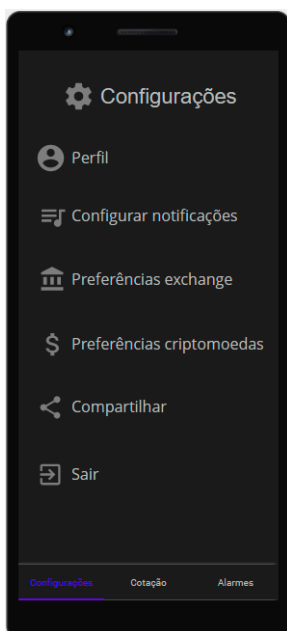 Configurações
Perfil
Configurar notificações
Preferências exchange
Preferências criptomoedas
Compartilhar
Sair
Configurações Cotação Alarmes